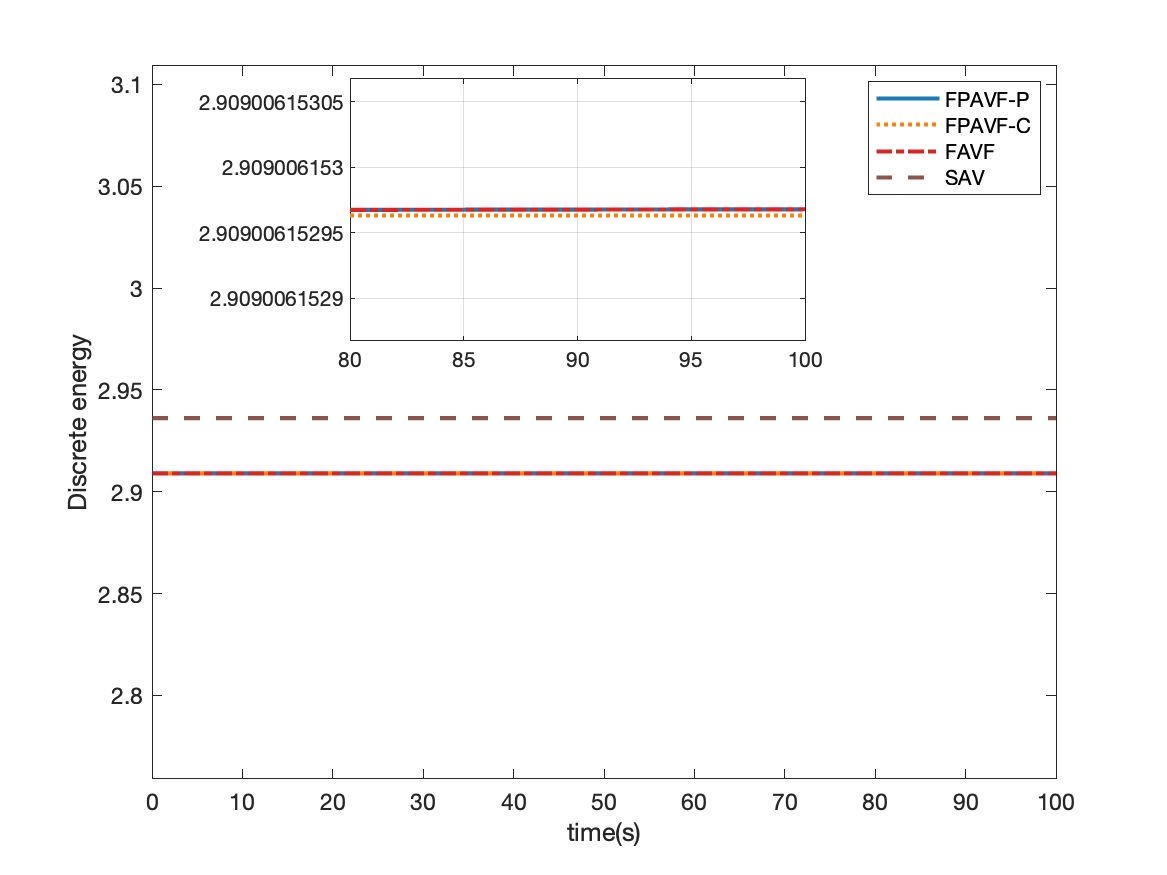 3.1
3.05
3
2.95
2.9
2.85
2.8
Discrete energy
0 10 20 30 40 50 60 70 80 90 100
time(s)
2.90900615305
2.909006153
2.90900615295
2.9090061529
80 85 90 95 100
FPAVF-P
FPAVF-C
FAVF
SAV